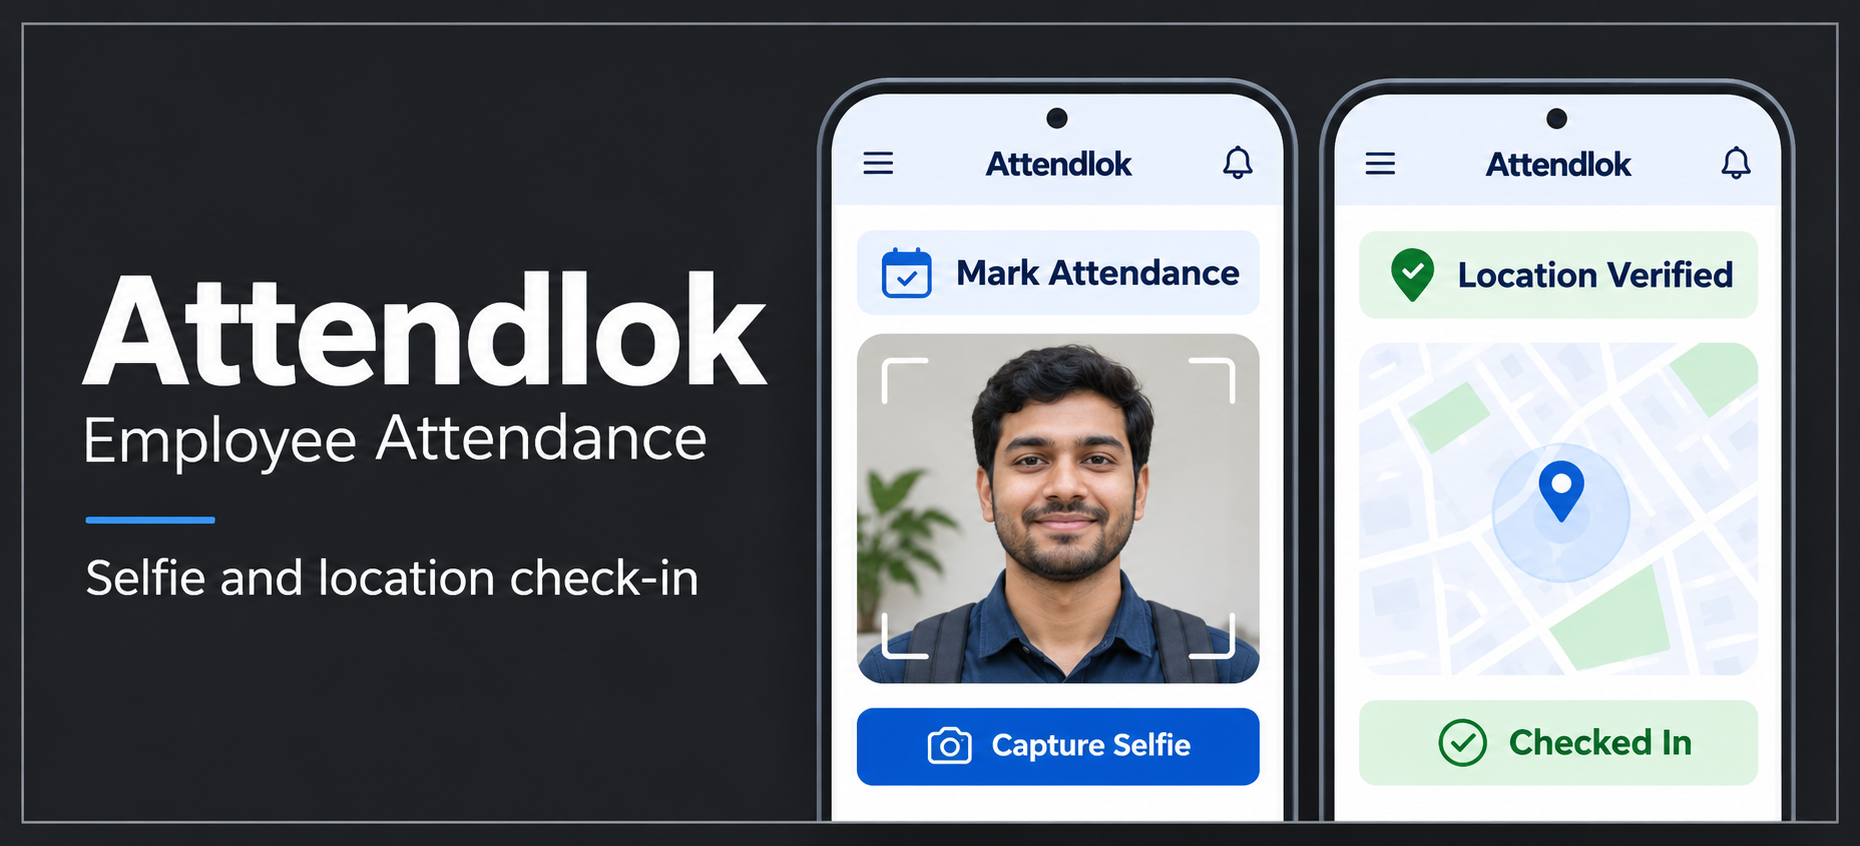 Attendlok
Employee Attendance
Selfie and location check-in
Attendlok
Mark Attendance
Capture Selfie
Attendlok
Location Verified
Checked In